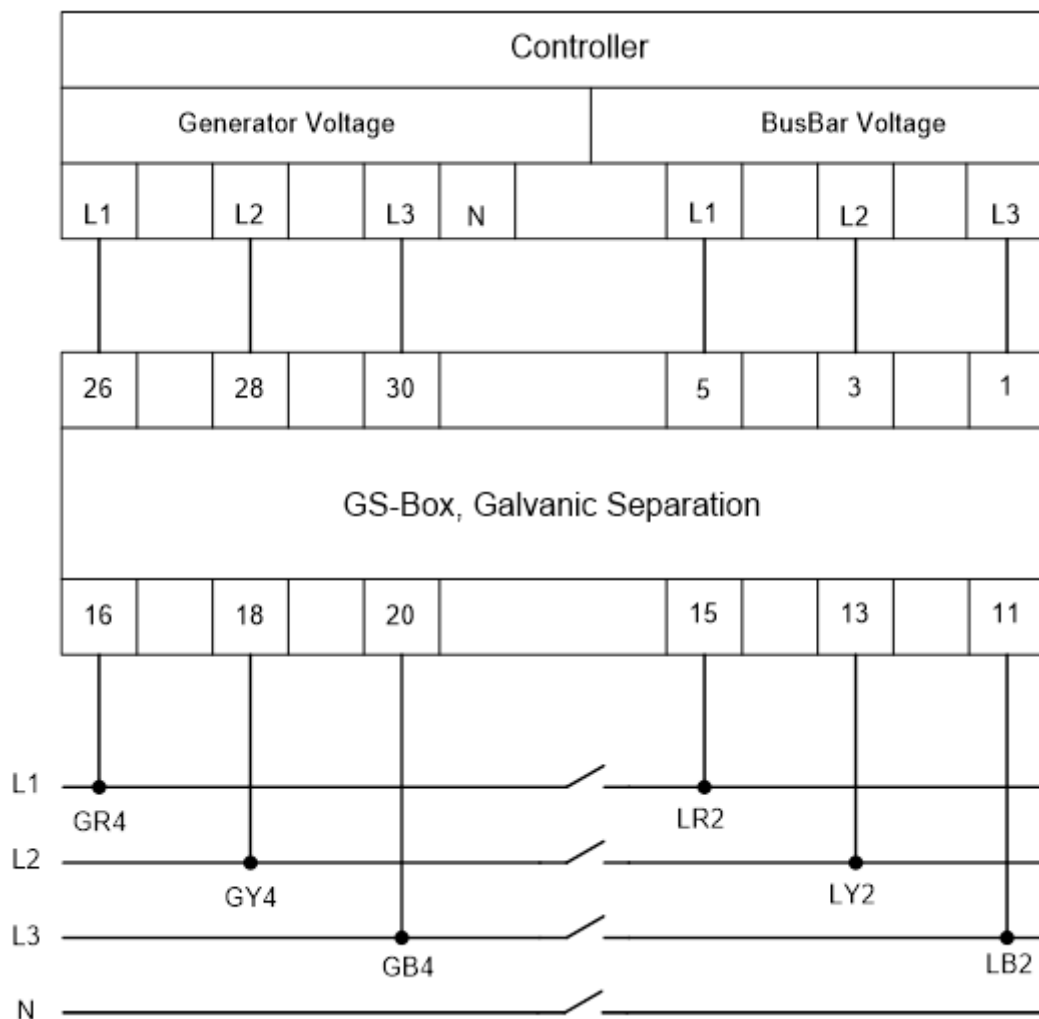 Controller
Generator Voltage BusBar Voltage
L1 L2 L3 N L1 L2 L3
26 28 30 5 3 1
GS-Box, Galvanic Separation
16 18 20 15 13 11
L1
GR4 LR2
L2
GY4 LY2
L3
GB4 LB2
N